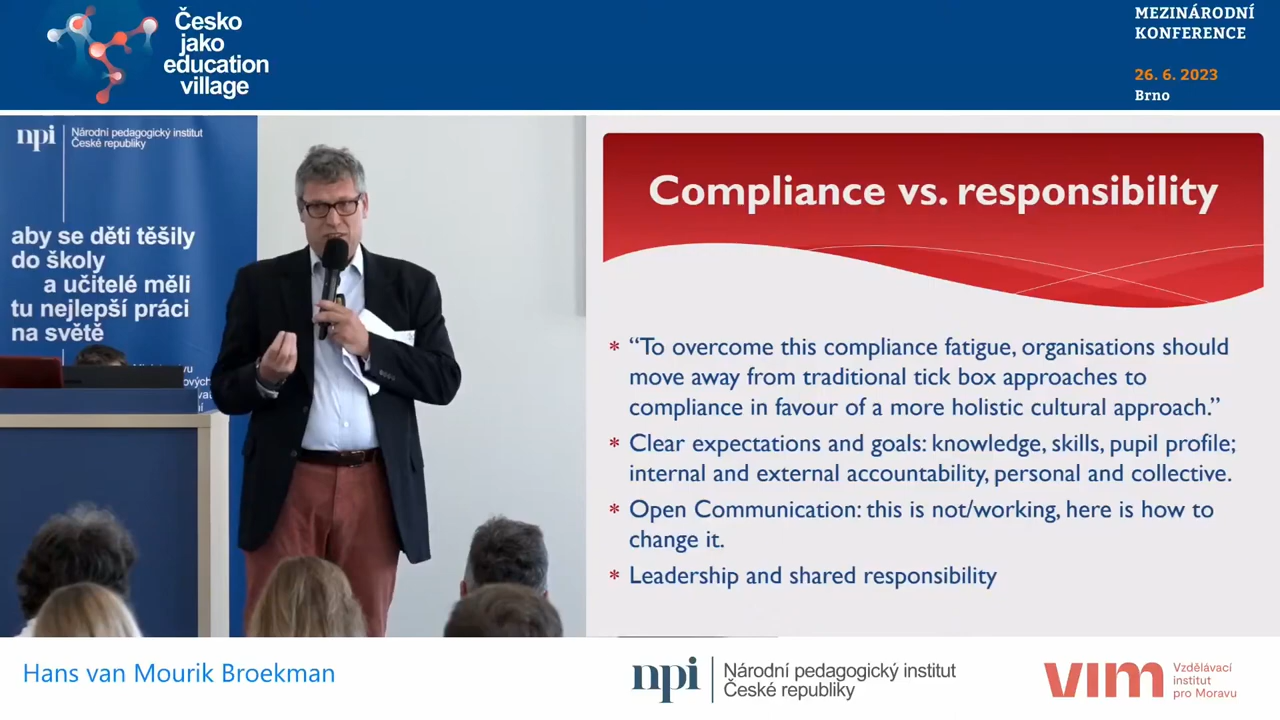 Česko
jako
education
village
MEZINÁRODNÍ
KONFERENCE
26. 6. 2023
Brno
npi
Národní pedagogický institut
České republiky
aby se děti těšily
do školy
a učitelé měli
tu nejlepší práci
na světě
Compliance vs. responsibility
* “To overcome this compliance fatigue, organisations should
move away from traditional tick box approaches to
compliance in favour of a more holistic cultural approach.”
* Clear expectations and goals: knowledge, skills, pupil profile;
internal and external accountability, personal and collective.
* Open Communication: this is not/working, here is how to
change it.
* Leadership and shared responsibility
Hans van Mourik Broekman
npi
Národní pedagogický institut
České republiky
vim
Vzdělávací
institut
pro Moravu